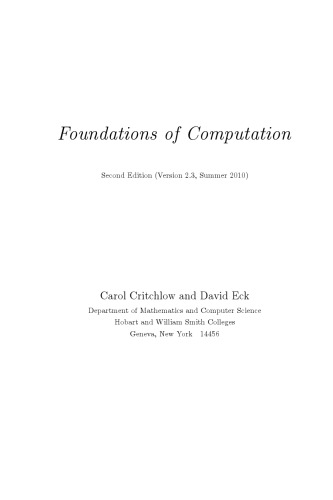 Foundations of Computation
Second Edition (Version 2.3, Summer 2010)
Carol Critchlow and David Eck
Department of Mathematics and Computer Science
Hobart and William Smith Colleges
Geneva, New York 14456